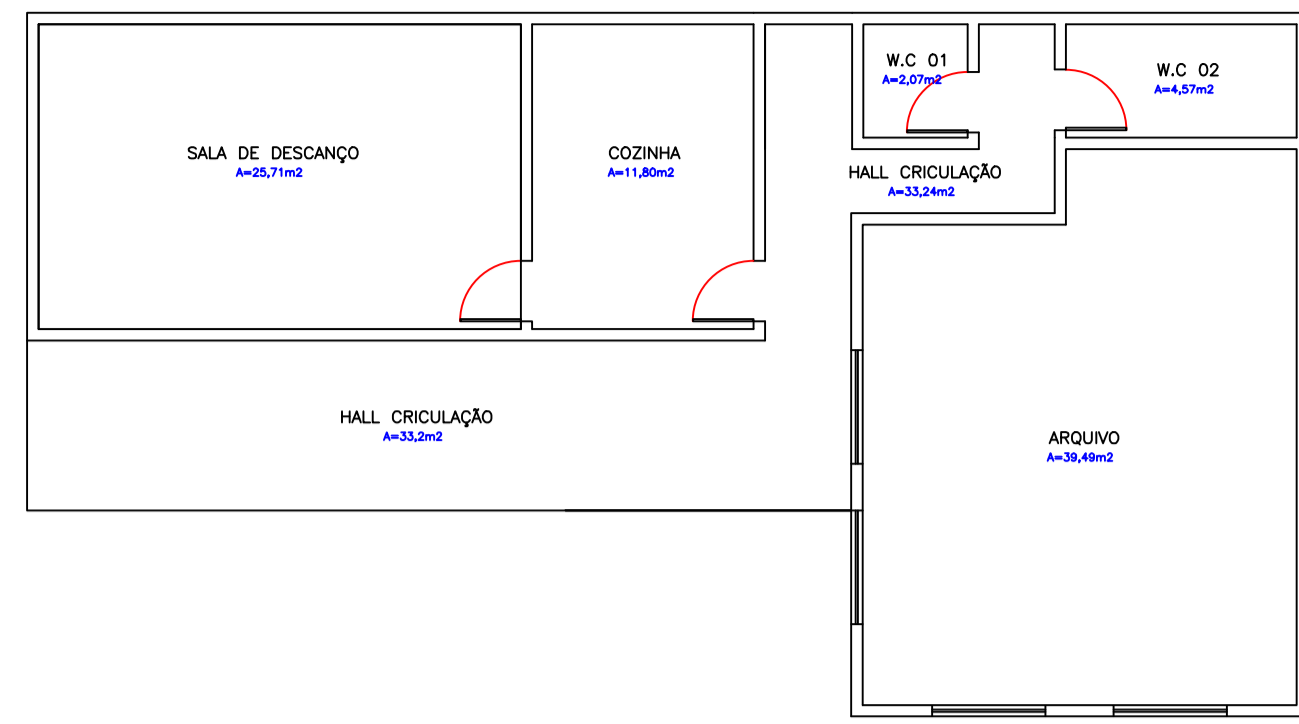 W.C 01
A=2,07m2
W.C 02
A=4,57m2
SALA DE DESCANÇO
A=25,71m2
COZINHA
A=11,80m2
HALL CRICULAÇÃO
A=33,24m2
HALL CRICULAÇÃO
A=33,2m2
ARQUIVO
A=39,49m2